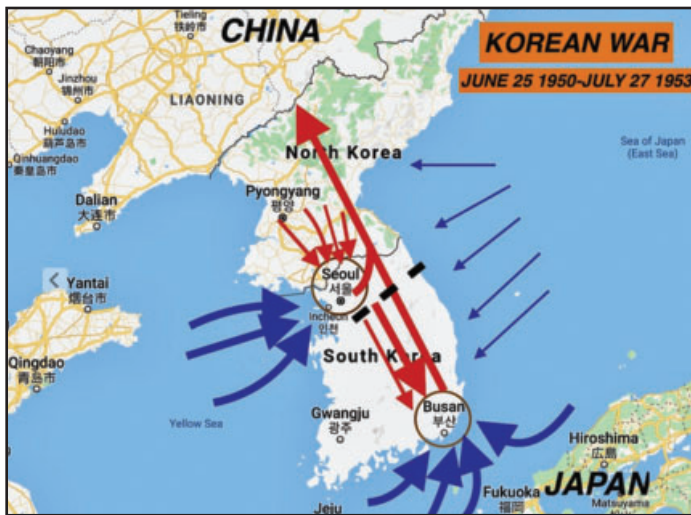 Tieling
铁岭市
CHINA
KOREAN WAR
JUNE 25 1950-JULY 27 1953
Chaoyang
朝阳市
Jinzhou
锦州市
LIAONING
Huludao
葫芦岛市
Qinhuangdao
秦皇岛市
North Korea
Sea of Japan
(East Sea)
Pyongyang
평양
Dalian
大连市
Seoul
서울
Yantai
烟台市
Incheon
인천
South Korea
Qingdao
青岛市
Yellow Sea
Gwangju
광주
Busan
부산
Hiroshima
広島
JAPAN
Fukuoka
福岡
Matsuyama
Jeju